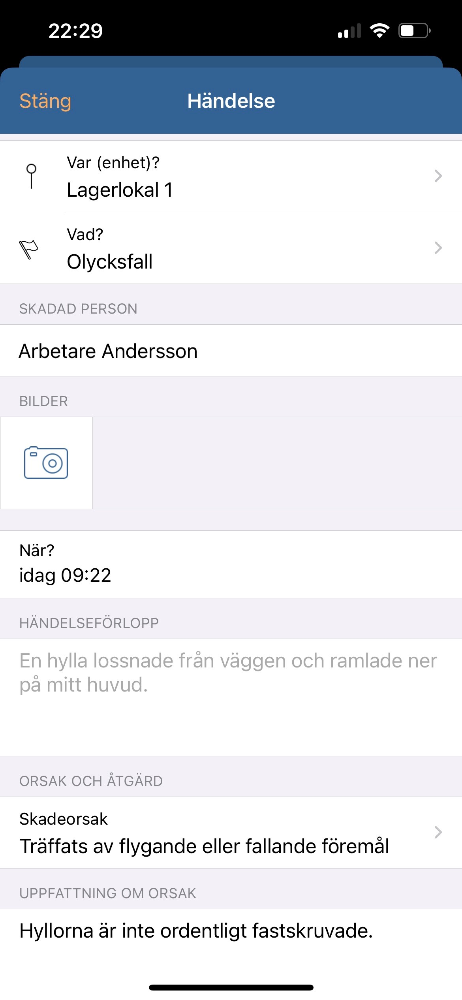 22:29
Stäng
Händelse
Var (enhet)?
Lagerlokal 1
Vad?
Olycksfall
SKADAD PERSON
Arbetare Andersson
BILDER
När?
idag 09:22
HÄNDELSEFÖRLOPP
En hylla lossnade från väggen och ramlade ner
på mitt huvud.
ORSAK OCH ÅTGÄRD
Skadeorsak
Träffats av flygande eller fallande föremål
UPPFATTNING OM ORSAK
Hyllorna är inte ordentligt fastskruvade.